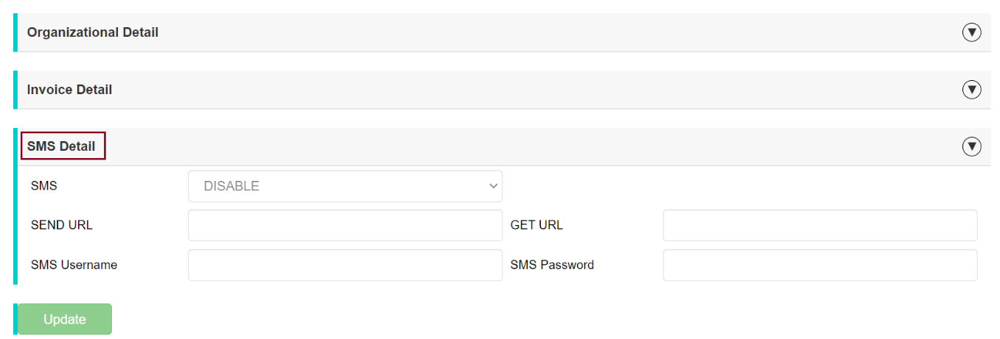 Organizational Detail
Invoice Detail
SMS Detail
SMS DISABLE
SEND URL GET URL
SMS Username SMS Password
Update